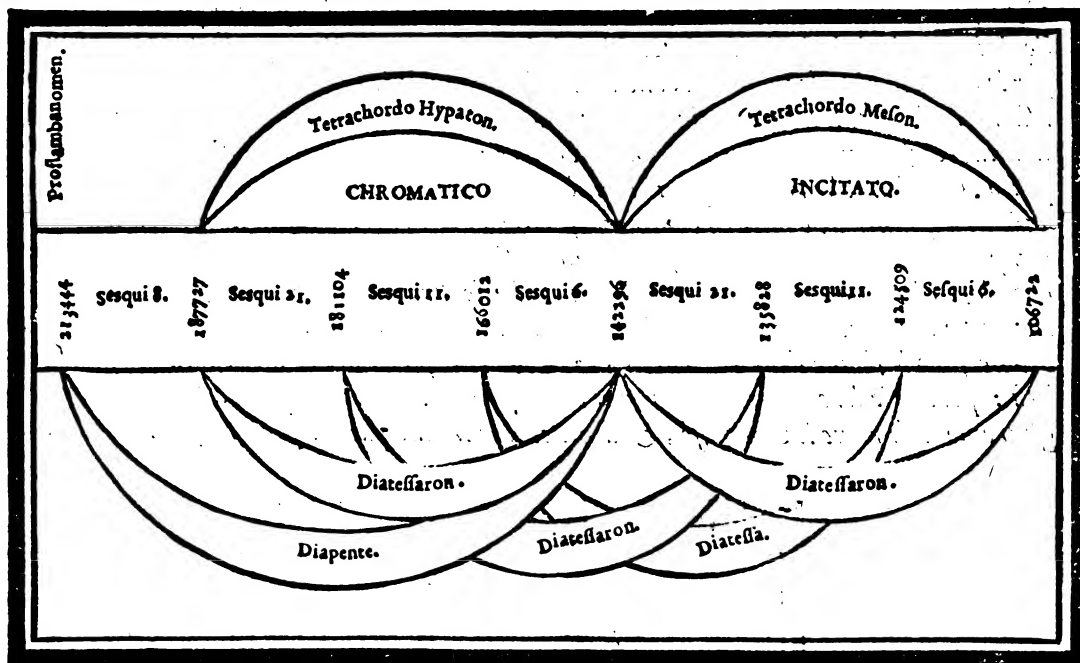 Proſlambanomen.
Tetrachordo Hypaton.
Tetrachordo Meſon.
CHROMATICO
INCITATO.
213444 Sesqui 8. 187727 Sesqui 21. 181104 Sesqui 11. 166012 Sesqui 6. 142296 Sesqui 21. 135828 Sesqui 11. 124509 Seſqui 6. 106722
Diateſſaron.
Diateſſaron.
Diapente.
Diateſſaron.
Diateſſa.